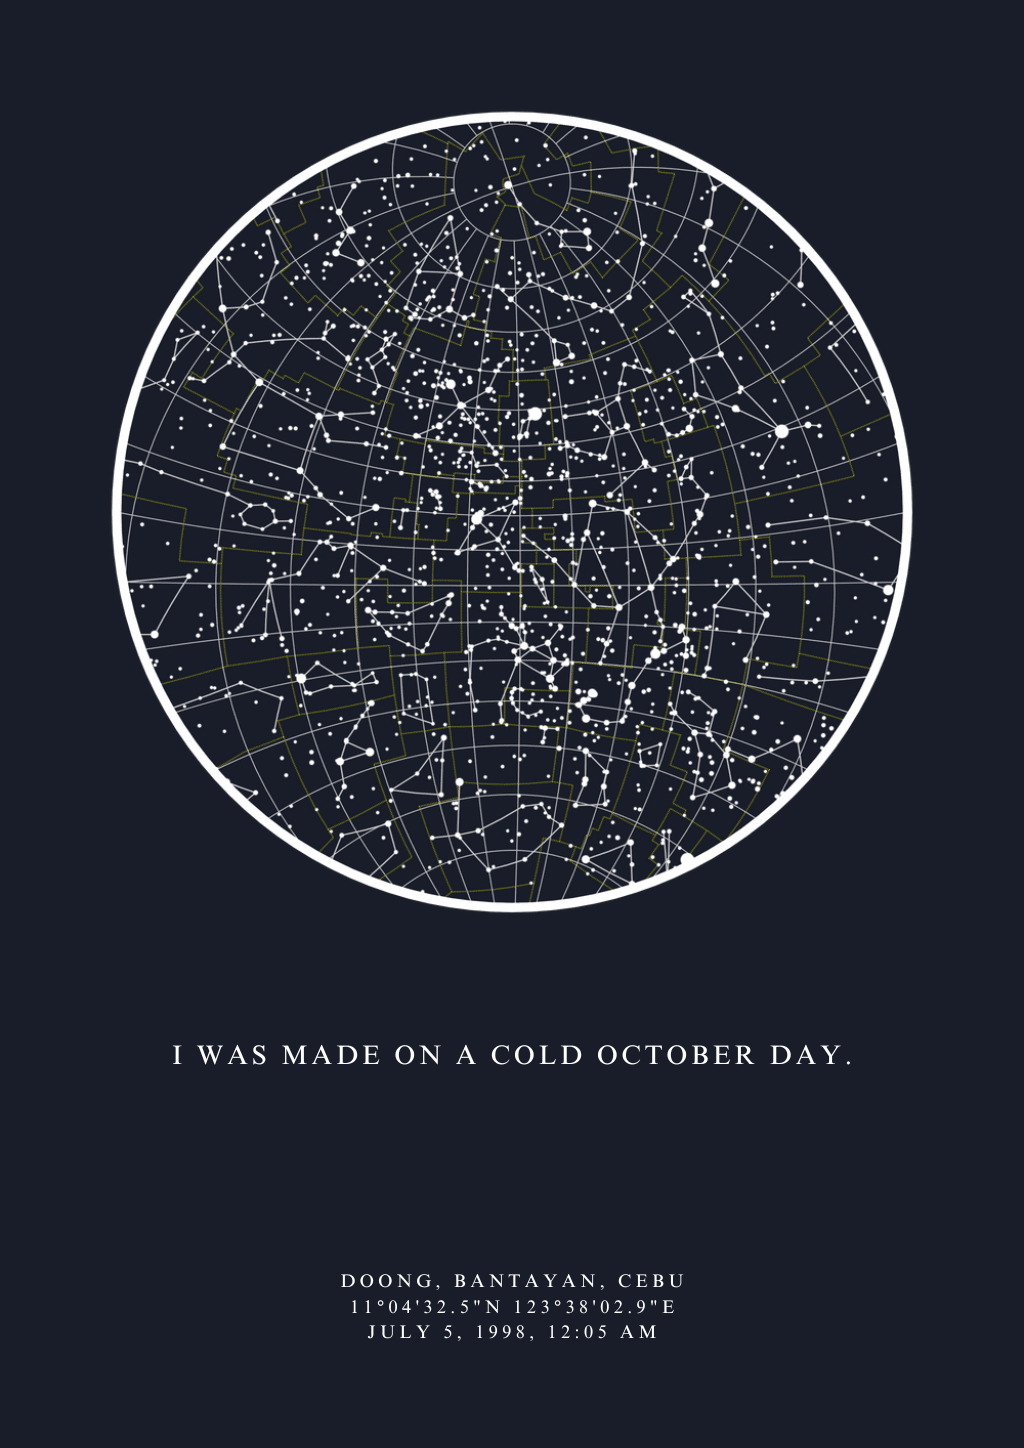 I WAS MADE ON A COLD OCTOBER DAY.
DOONG, BANTAYAN, CEBU
11°04'32.5"N 123°38'02.9"E
JULY 5, 1998, 12:05 AM